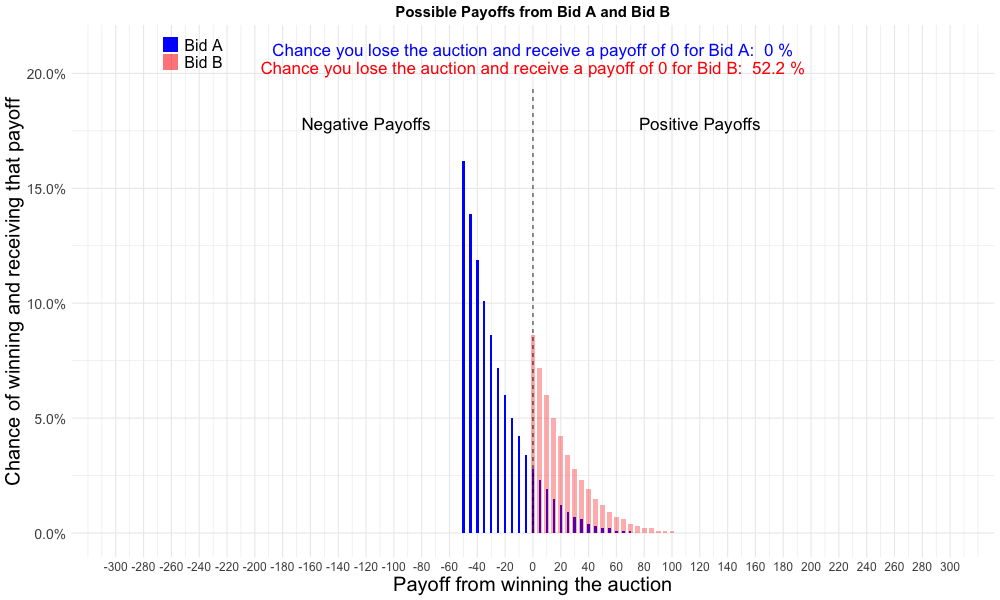 Possible Payoffs from Bid A and Bid B
Bid A
Bid B
Chance you lose the auction and receive a payoff of 0 for Bid A:  0 %
Chance you lose the auction and receive a payoff of 0 for Bid B:  52.2 %
Negative Payoffs
Positive Payoffs
Chance of winning and receiving that payoff
20.0%
15.0%
10.0%
5.0%
0.0%
-300 -280 -260 -240 -220 -200 -180 -160 -140 -120 -100 -80 -60 -40 -20 0 20 40 60 80 100 120 140 160 180 200 220 240 260 280 300
Payoff from winning the auction